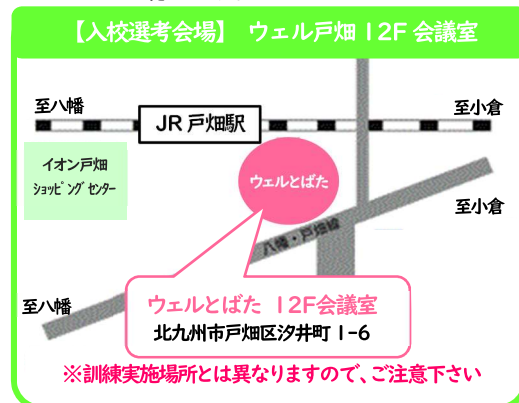 【入校選考会場】 ウェル戸畑12F会議室
至八幡
JR戸畑駅
至小倉
イオン戸畑
ショッピングセンター
ウェルとばた
至小倉
八幡・戸畑線
至八幡
ウェルとばた 12F会議室
北九州市戸畑区汐井町1-6
※訓練実施場所とは異なりますので、ご注意下さい